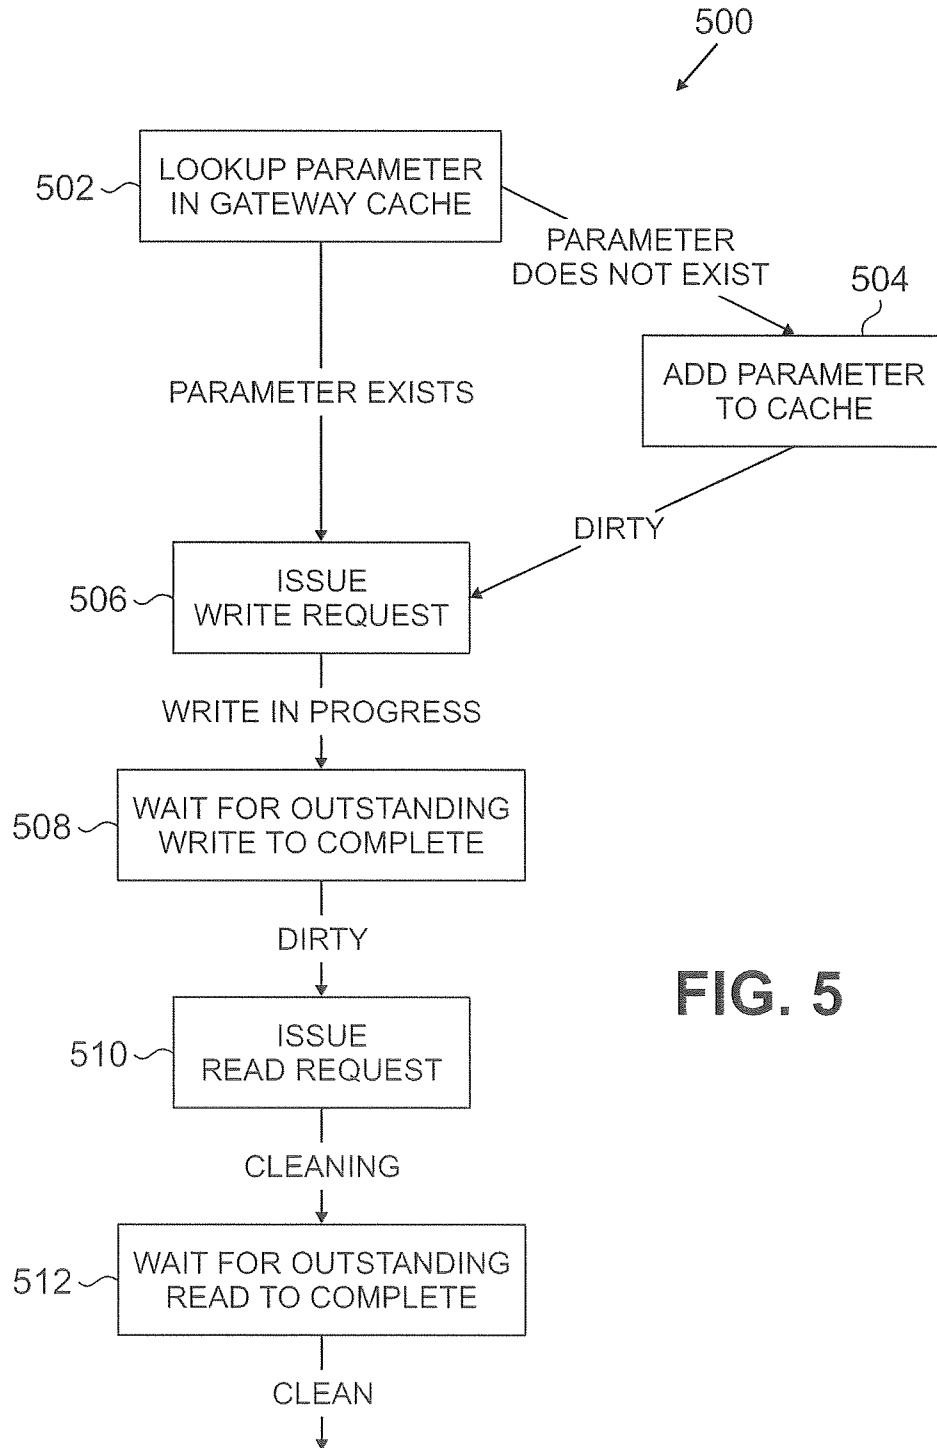 500
502
LOOKUP PARAMETER
IN GATEWAY CACHE
PARAMETER
DOES NOT EXIST
504
ADD PARAMETER
TO CACHE
PARAMETER EXISTS
DIRTY
506
ISSUE
WRITE REQUEST
WRITE IN PROGRESS
508
WAIT FOR OUTSTANDING
WRITE TO COMPLETE
DIRTY
FIG. 5
510
ISSUE
READ REQUEST
CLEANING
512
WAIT FOR OUTSTANDING
READ TO COMPLETE
CLEAN